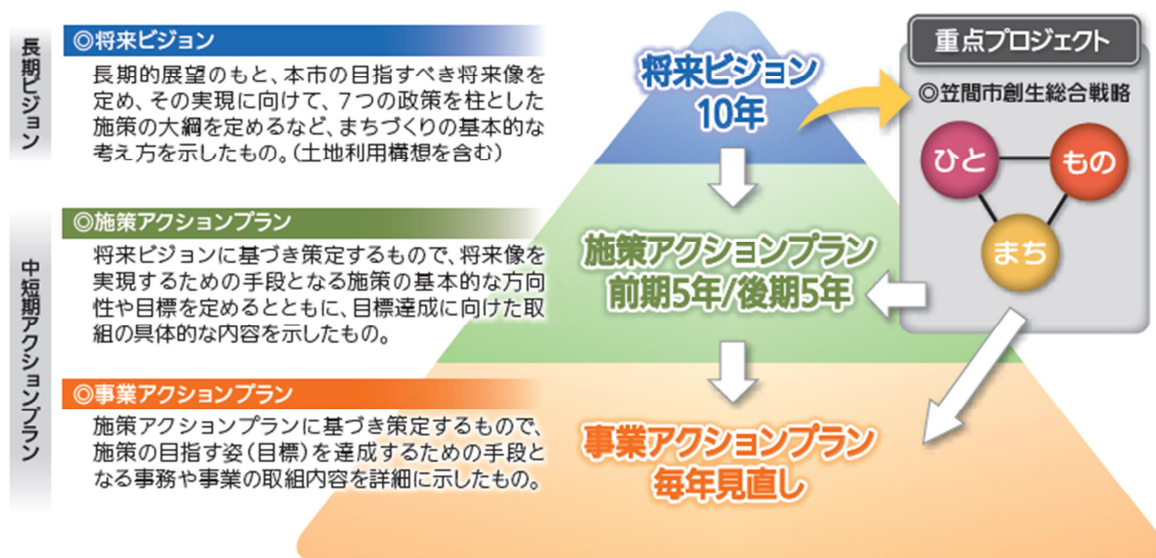 長期ビジョン
◎将来ビジョン
長期的展望のもと、本市の目指すべき将来像を
定め、その実現に向けて、7つの政策を柱とした
施策の大綱を定めるなど、まちづくりの基本的な
考え方を示したもの。(土地利用構想を含む)
中短期アクションプラン
◎施策アクションプラン
将来ビジョンに基づき策定するもので、将来像を
実現するための手段となる施策の基本的な方向
性や目標を定めるとともに、目標達成に向けた取
組の具体的な内容を示したもの。
◎事業アクションプラン
施策アクションプランに基づき策定するもので、
施策の目指す姿(目標)を達成するための手段と
なる事務や事業の取組内容を詳細に示したもの。
将来ビジョン
10年
施策アクションプラン
前期5年/後期5年
事業アクションプラン
毎年見直し
重点プロジェクト
◎笠間市創生総合戦略
ひと
もの
まち